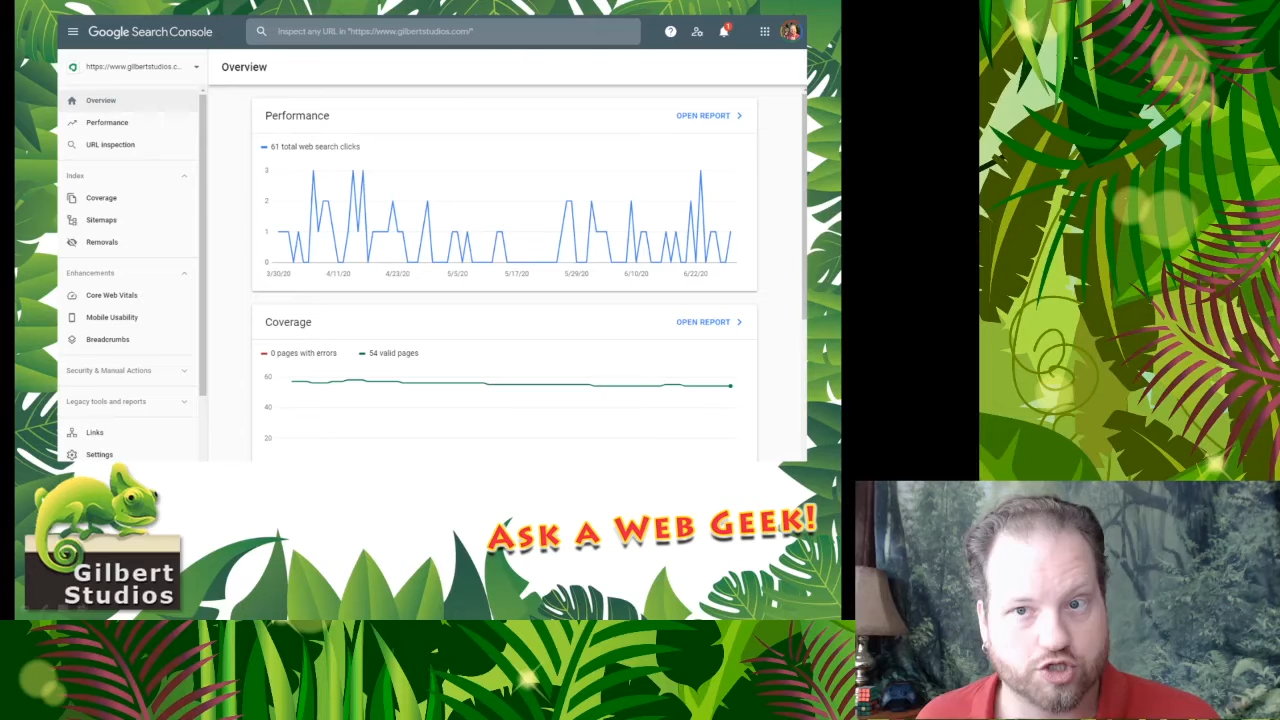 Google Search Console
Inspect any URL in "https://www.gilbertstudios.com/"
1
https://www.gilbertstudios.c...
Overview
Overview
Performance
URL inspection
Index
Coverage
Sitemaps
Removals
Enhancements
Core Web Vitals
Mobile Usability
Breadcrumbs
Security & Manual Actions
Legacy tools and reports
Links
Settings
Performance
OPEN REPORT
61 total web search clicks
3
2
1
0
3/30/20 4/11/20 4/23/20 5/5/20 5/17/20 5/29/20 6/10/20 6/22/20
Coverage
OPEN REPORT
0 pages with errors 54 valid pages
60
40
20
Gilbert
Studios
ASK A WEB GEEK!